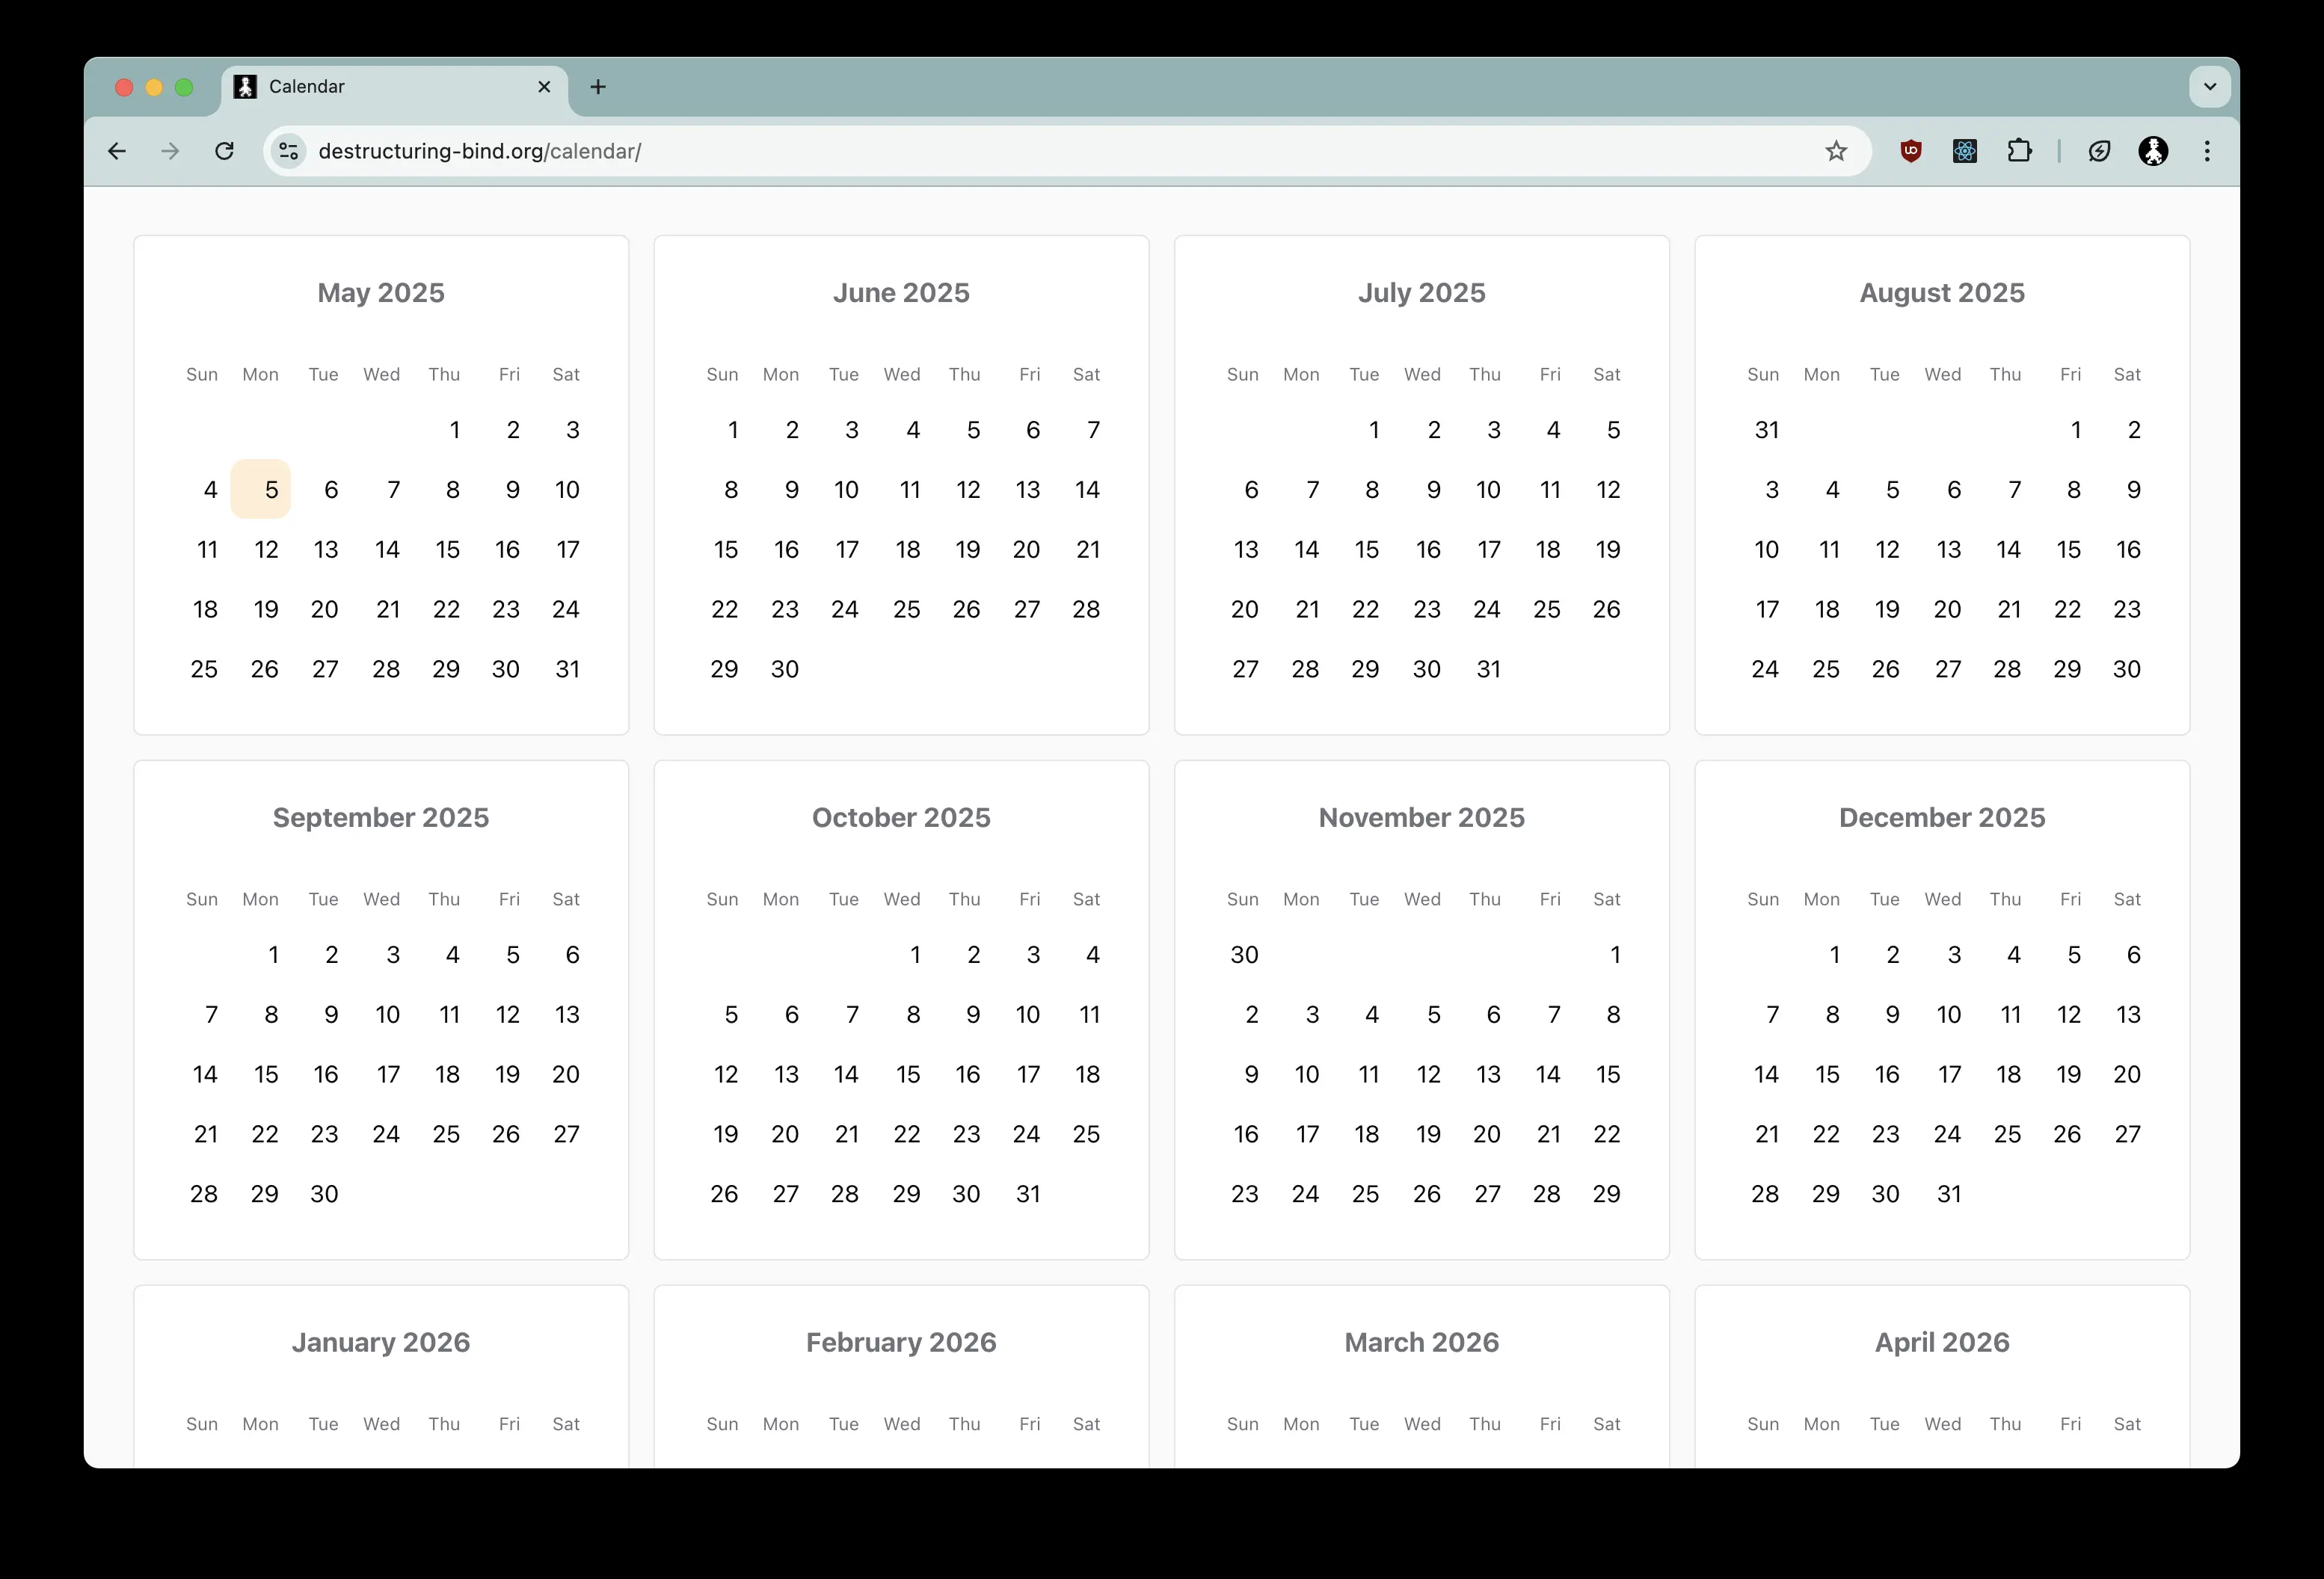 Calendar
destructuring-bind.org/calendar/
May 2025
Sun Mon Tue Wed Thu Fri Sat
1 2 3
4 5 6 7 8 9 10
11 12 13 14 15 16 17
18 19 20 21 22 23 24
25 26 27 28 29 30 31
June 2025
Sun Mon Tue Wed Thu Fri Sat
1 2 3 4 5 6 7
8 9 10 11 12 13 14
15 16 17 18 19 20 21
22 23 24 25 26 27 28
29 30
July 2025
Sun Mon Tue Wed Thu Fri Sat
1 2 3 4 5
6 7 8 9 10 11 12
13 14 15 16 17 18 19
20 21 22 23 24 25 26
27 28 29 30 31
August 2025
Sun Mon Tue Wed Thu Fri Sat
31 1 2
3 4 5 6 7 8 9
10 11 12 13 14 15 16
17 18 19 20 21 22 23
24 25 26 27 28 29 30
September 2025
Sun Mon Tue Wed Thu Fri Sat
1 2 3 4 5 6
7 8 9 10 11 12 13
14 15 16 17 18 19 20
21 22 23 24 25 26 27
28 29 30
October 2025
Sun Mon Tue Wed Thu Fri Sat
1 2 3 4
5 6 7 8 9 10 11
12 13 14 15 16 17 18
19 20 21 22 23 24 25
26 27 28 29 30 31
November 2025
Sun Mon Tue Wed Thu Fri Sat
30 1
2 3 4 5 6 7 8
9 10 11 12 13 14 15
16 17 18 19 20 21 22
23 24 25 26 27 28 29
December 2025
Sun Mon Tue Wed Thu Fri Sat
1 2 3 4 5 6
7 8 9 10 11 12 13
14 15 16 17 18 19 20
21 22 23 24 25 26 27
28 29 30 31
January 2026
Sun Mon Tue Wed Thu Fri Sat
February 2026
Sun Mon Tue Wed Thu Fri Sat
March 2026
Sun Mon Tue Wed Thu Fri Sat
April 2026
Sun Mon Tue Wed Thu Fri Sat